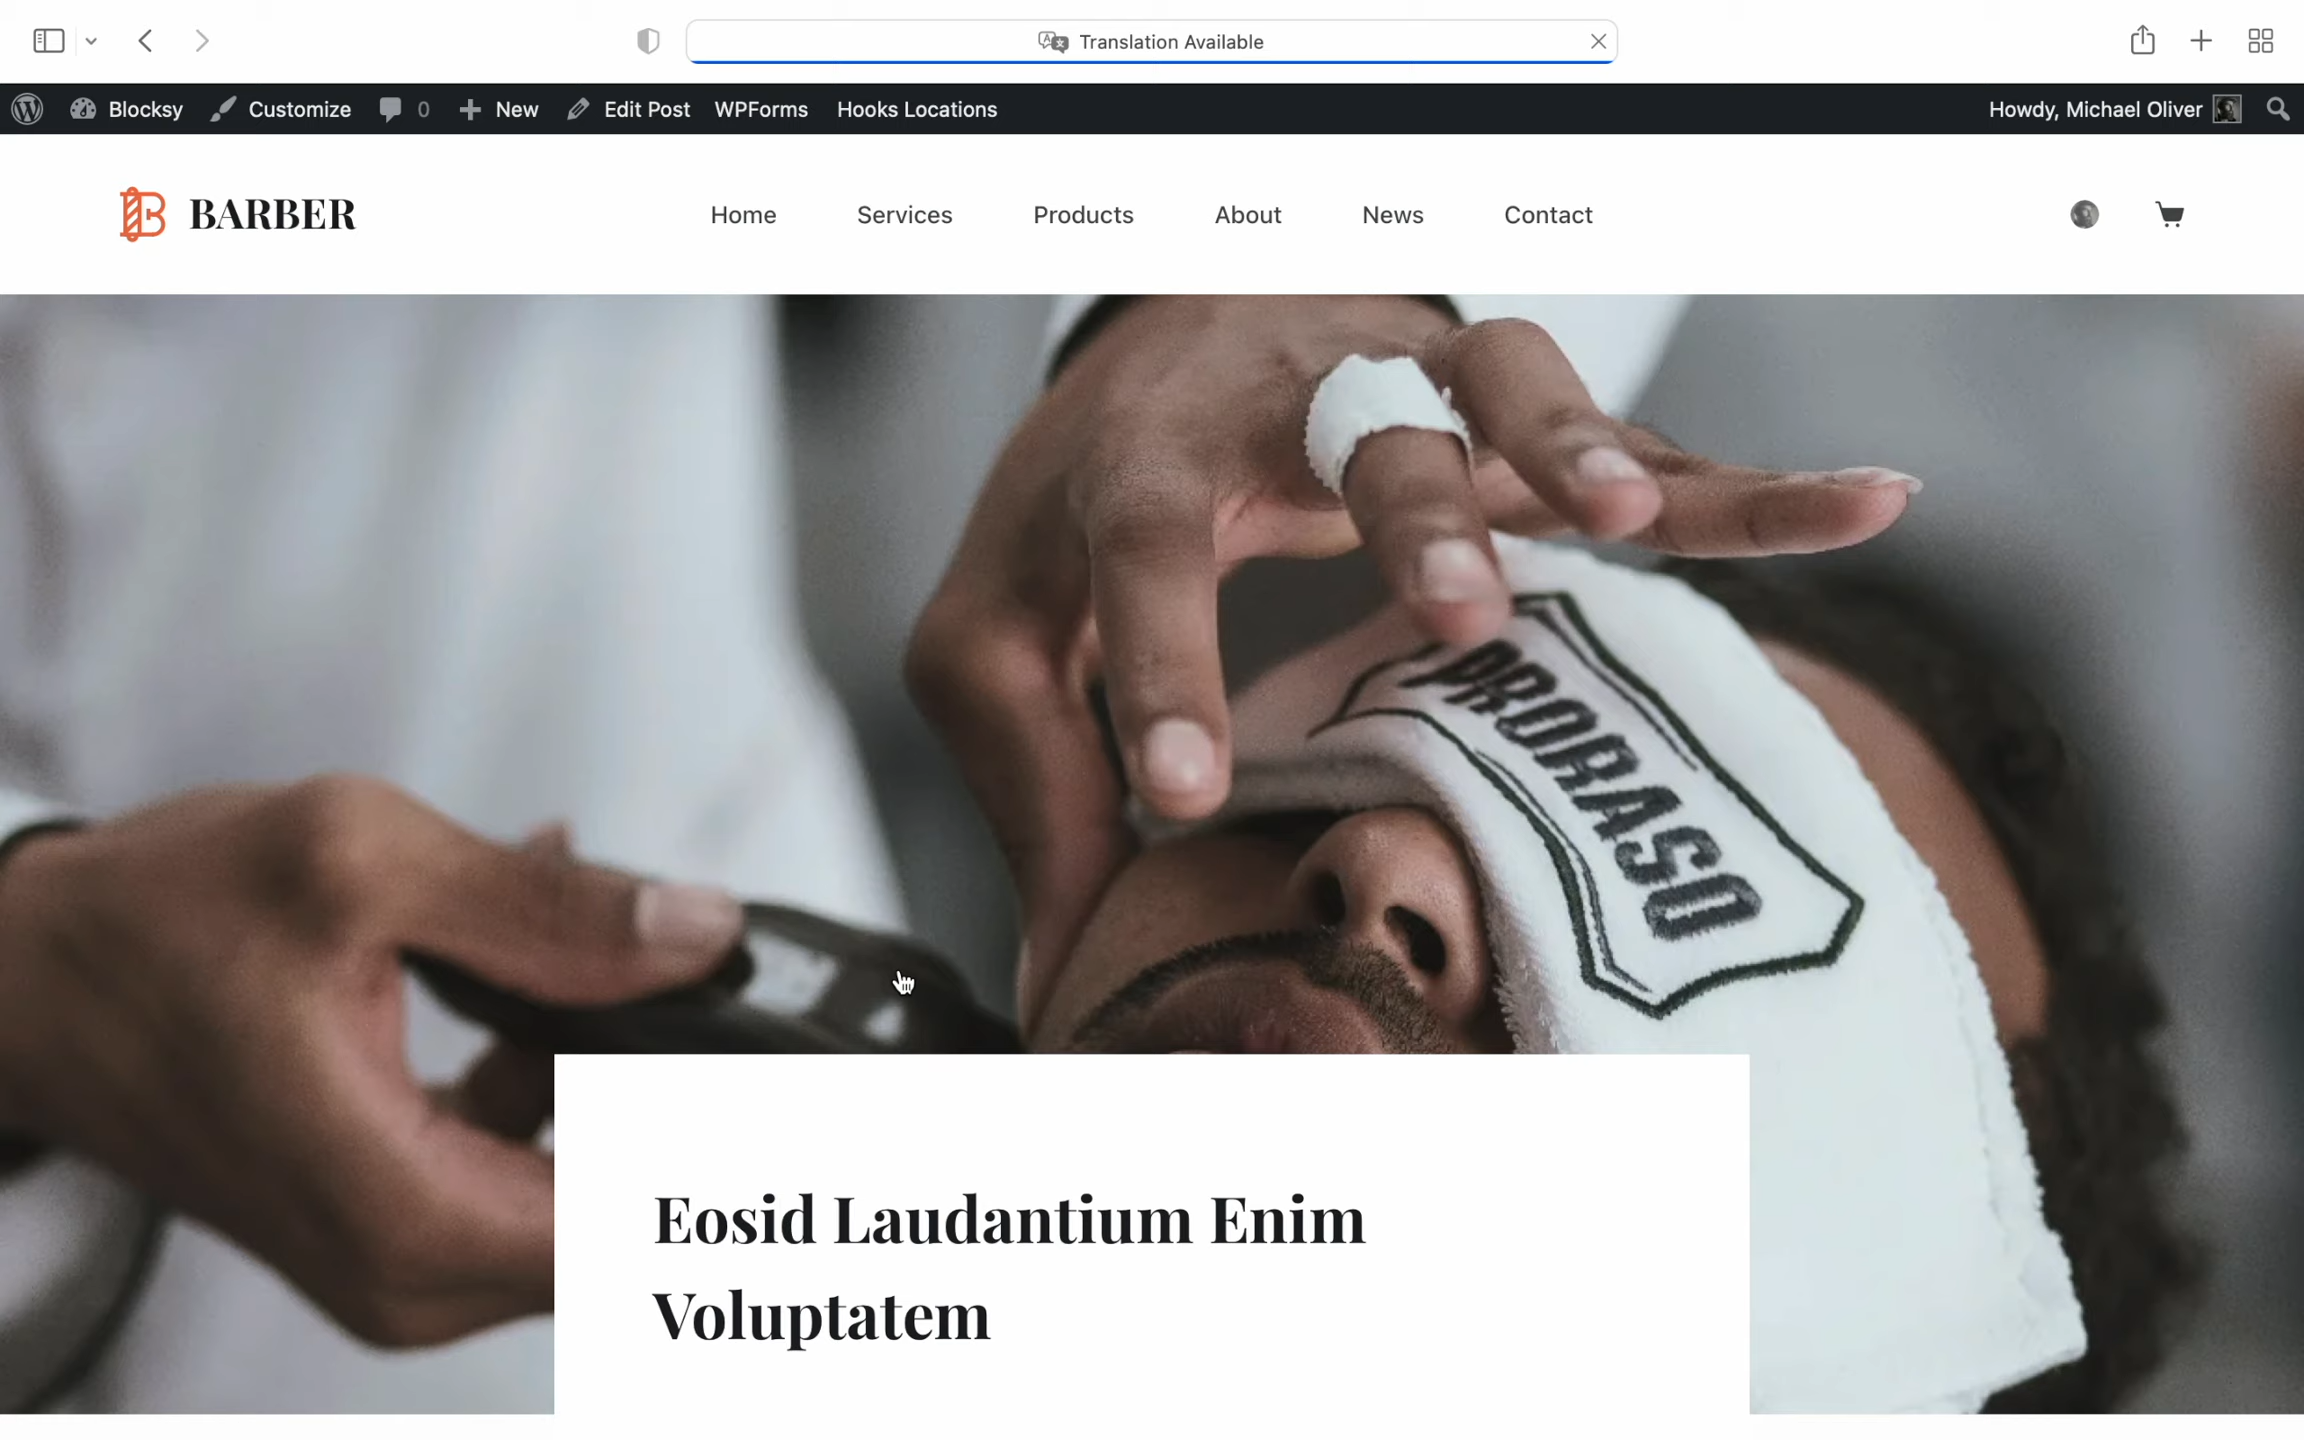 Translation Available
Blocksy Customize 0 New Edit Post WPForms Hooks Locations Howdy, Michael Oliver
BARBER Home Services Products About News Contact
PRORASO
Eosid Laudantium Enim
Voluptatem